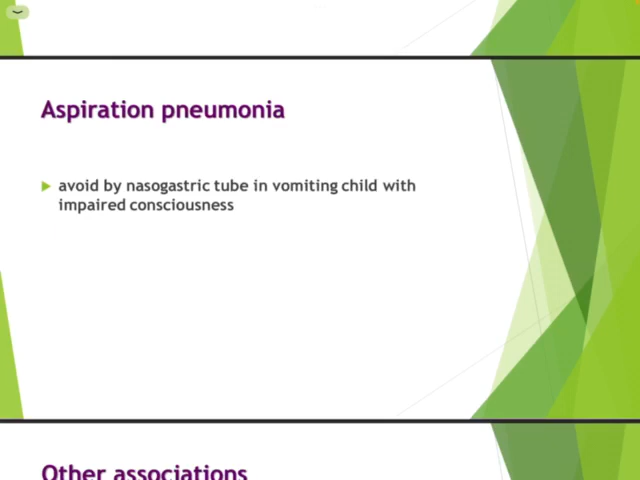 Aspiration pneumonia
avoid by nasogastric tube in vomiting child with
impaired consciousness
Other associations